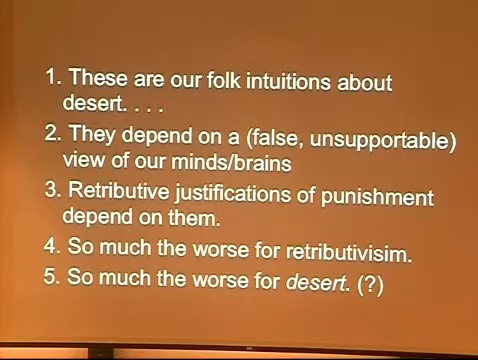 1. These are our folk intuitions about
desert. . . .
2. They depend on a (false, unsupportable)
view of our minds/brains
3. Retributive justifications of punishment
depend on them.
4. So much the worse for retributivisim.
5. So much the worse for desert. (?)